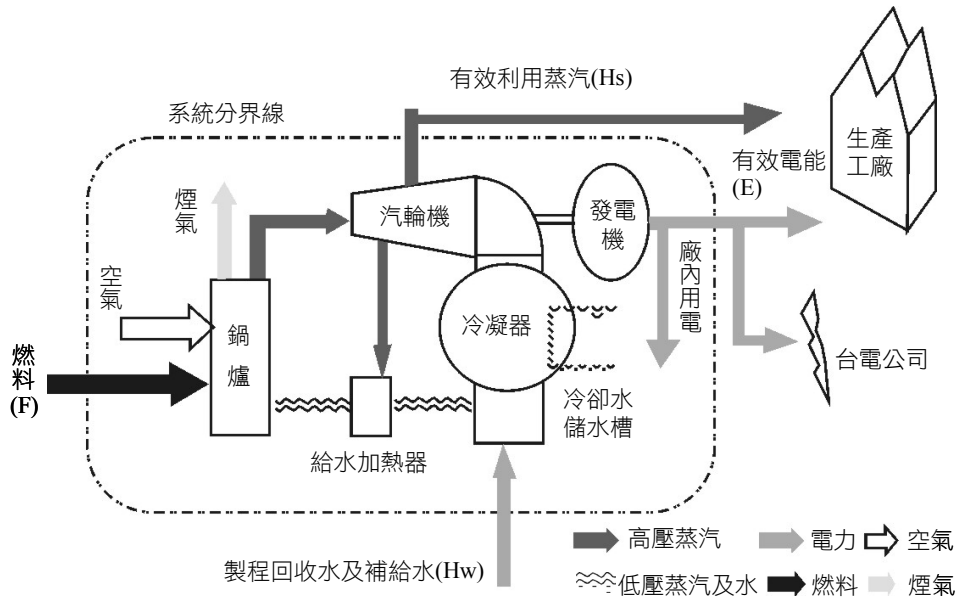 有效利用蒸汽(Hs)
系統分界線
生產
工廠
有效電能
(E)
煙氣
汽輪機
發電
機
廠內用電
空氣
鍋
爐
冷凝器
燃料
(F)
台電公司
冷卻水
儲水槽
給水加熱器
製程回收水及補給水(Hw)
高壓蒸汽
電力
空氣
低壓蒸汽及水
燃料
煙氣